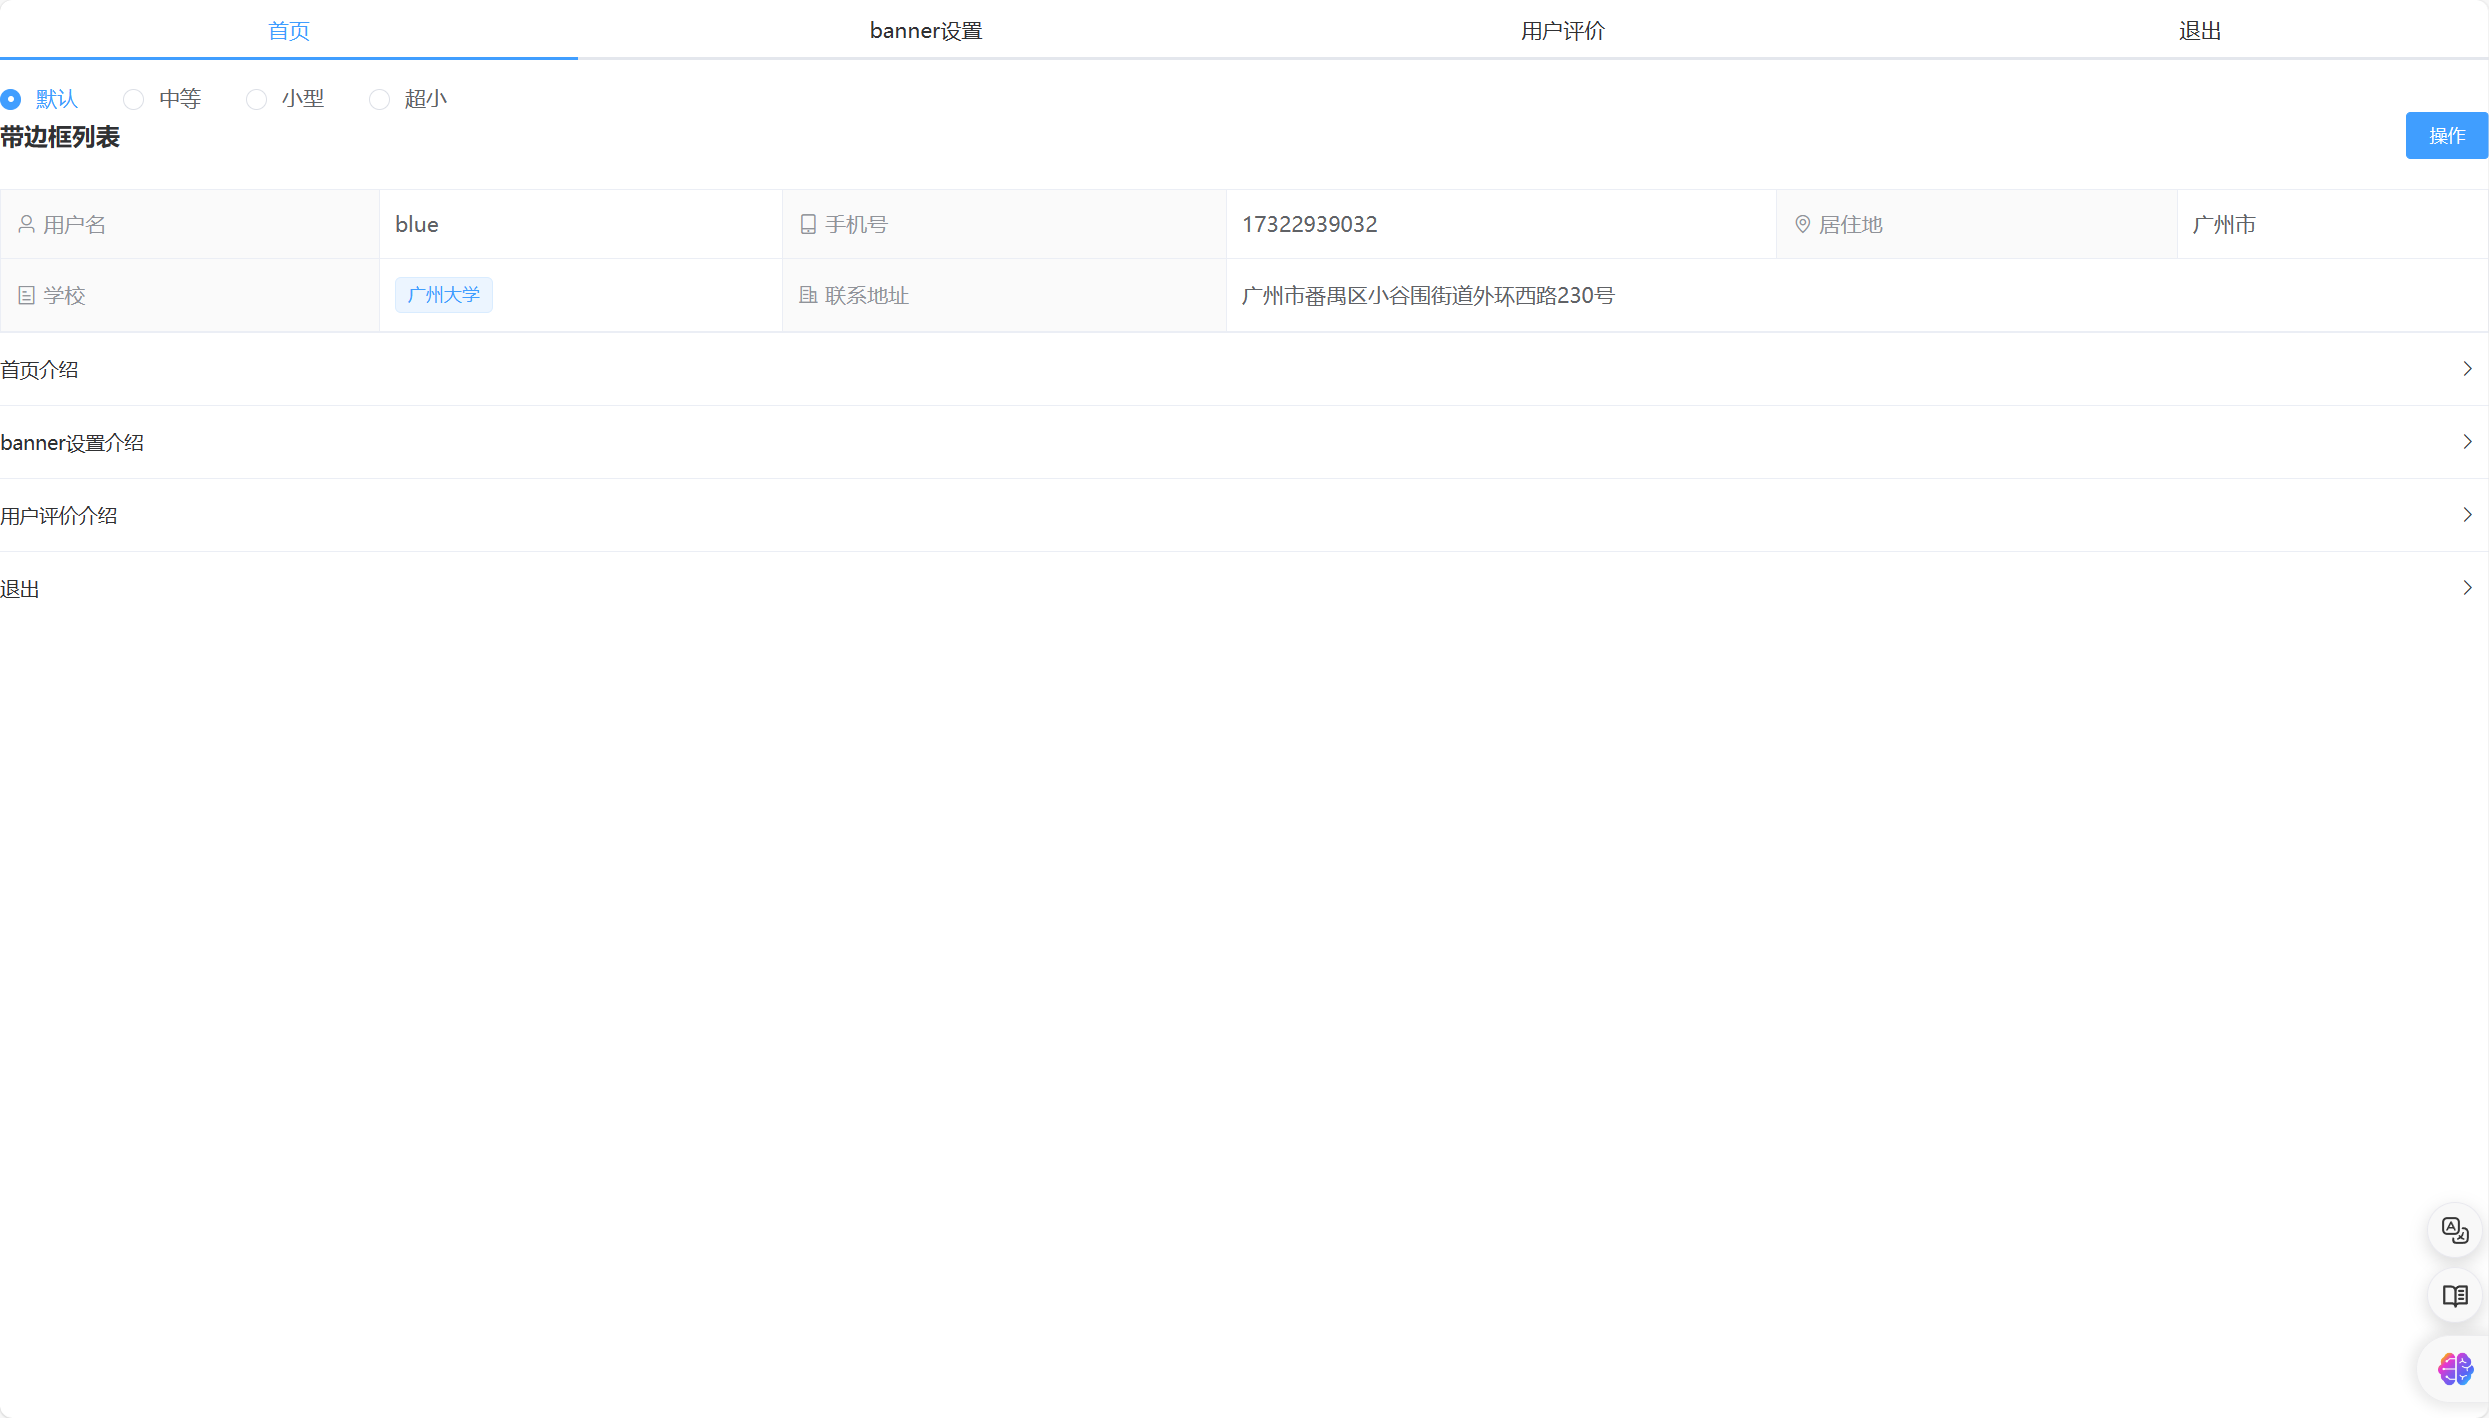 首页 banner设置 用户评价 退出
默认 中等 小型 超小
带边框列表 操作
用户名 blue 手机号 17322939032 居住地 广州市
学校 广州大学 联系地址 广州市番禺区小谷围街道外环西路230号
首页介绍
banner设置介绍
用户评价介绍
退出